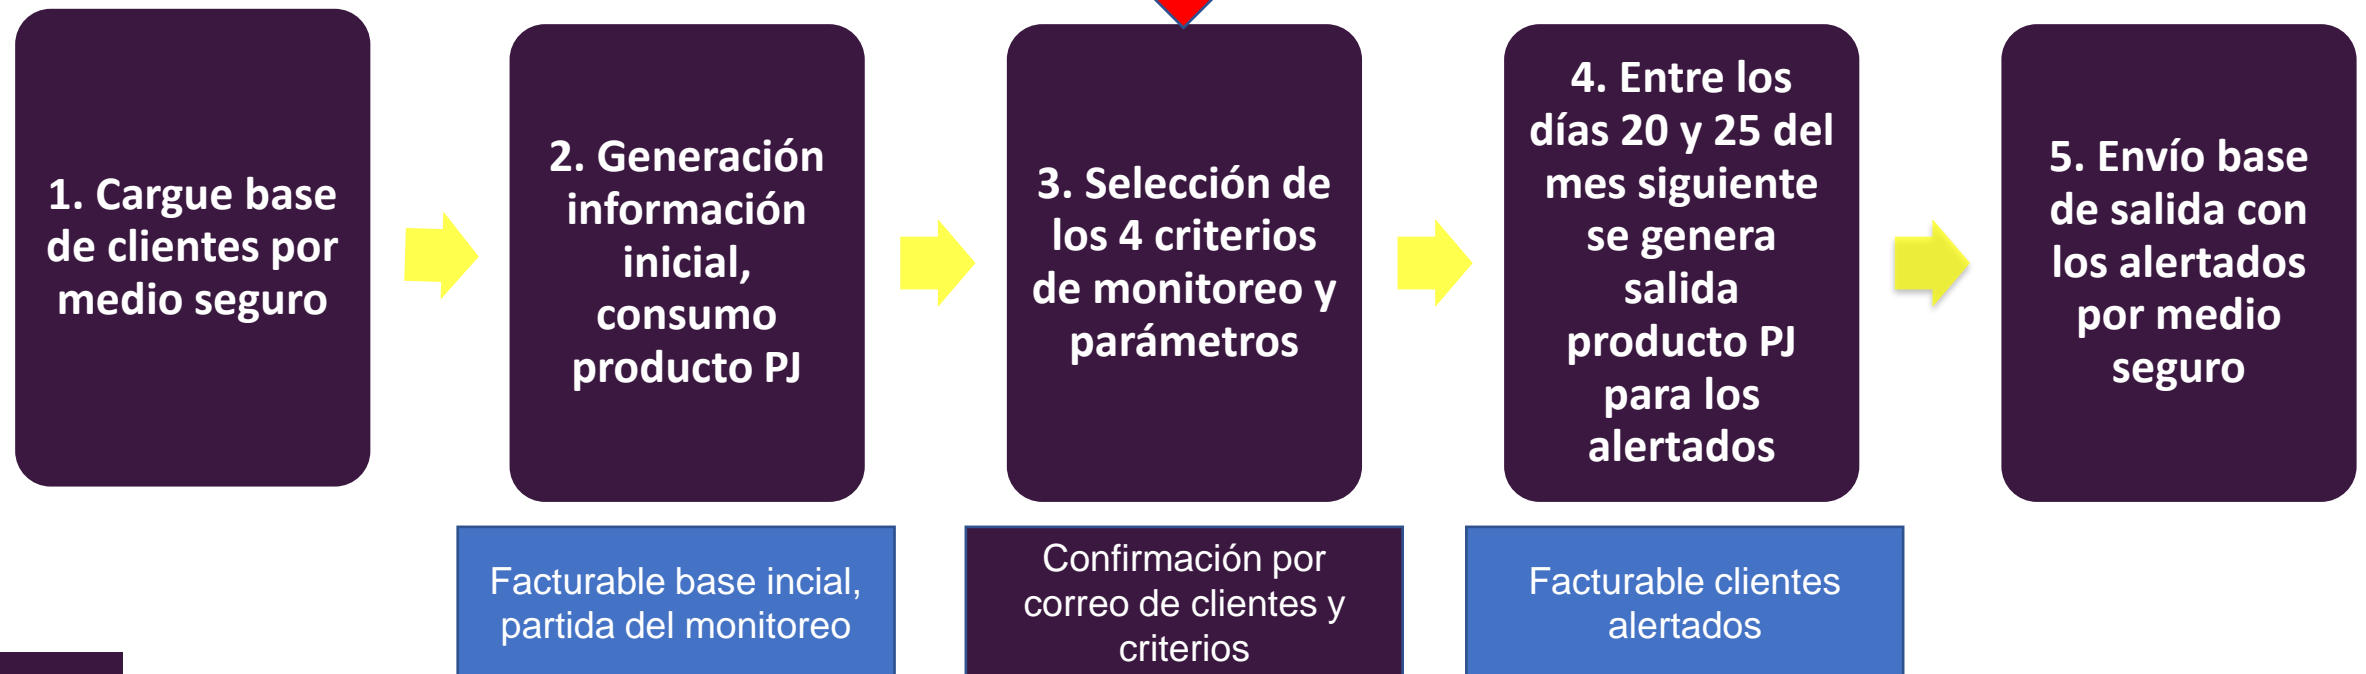 1. Cargue base
de clientes por
medio seguro
2. Generación
información
inicial,
consumo
producto PJ
3. Selección de
los 4 criterios
de monitoreo y
parámetros
4. Entre los
días 20 y 25 del
mes siguiente
se genera
salida
producto PJ
para los
alertados
5. Envío base
de salida con
los alertados
por medio
seguro
Facturable base incial,
partida del monitoreo
Confirmación por
correo de clientes y
criterios
Facturable clientes
alertados